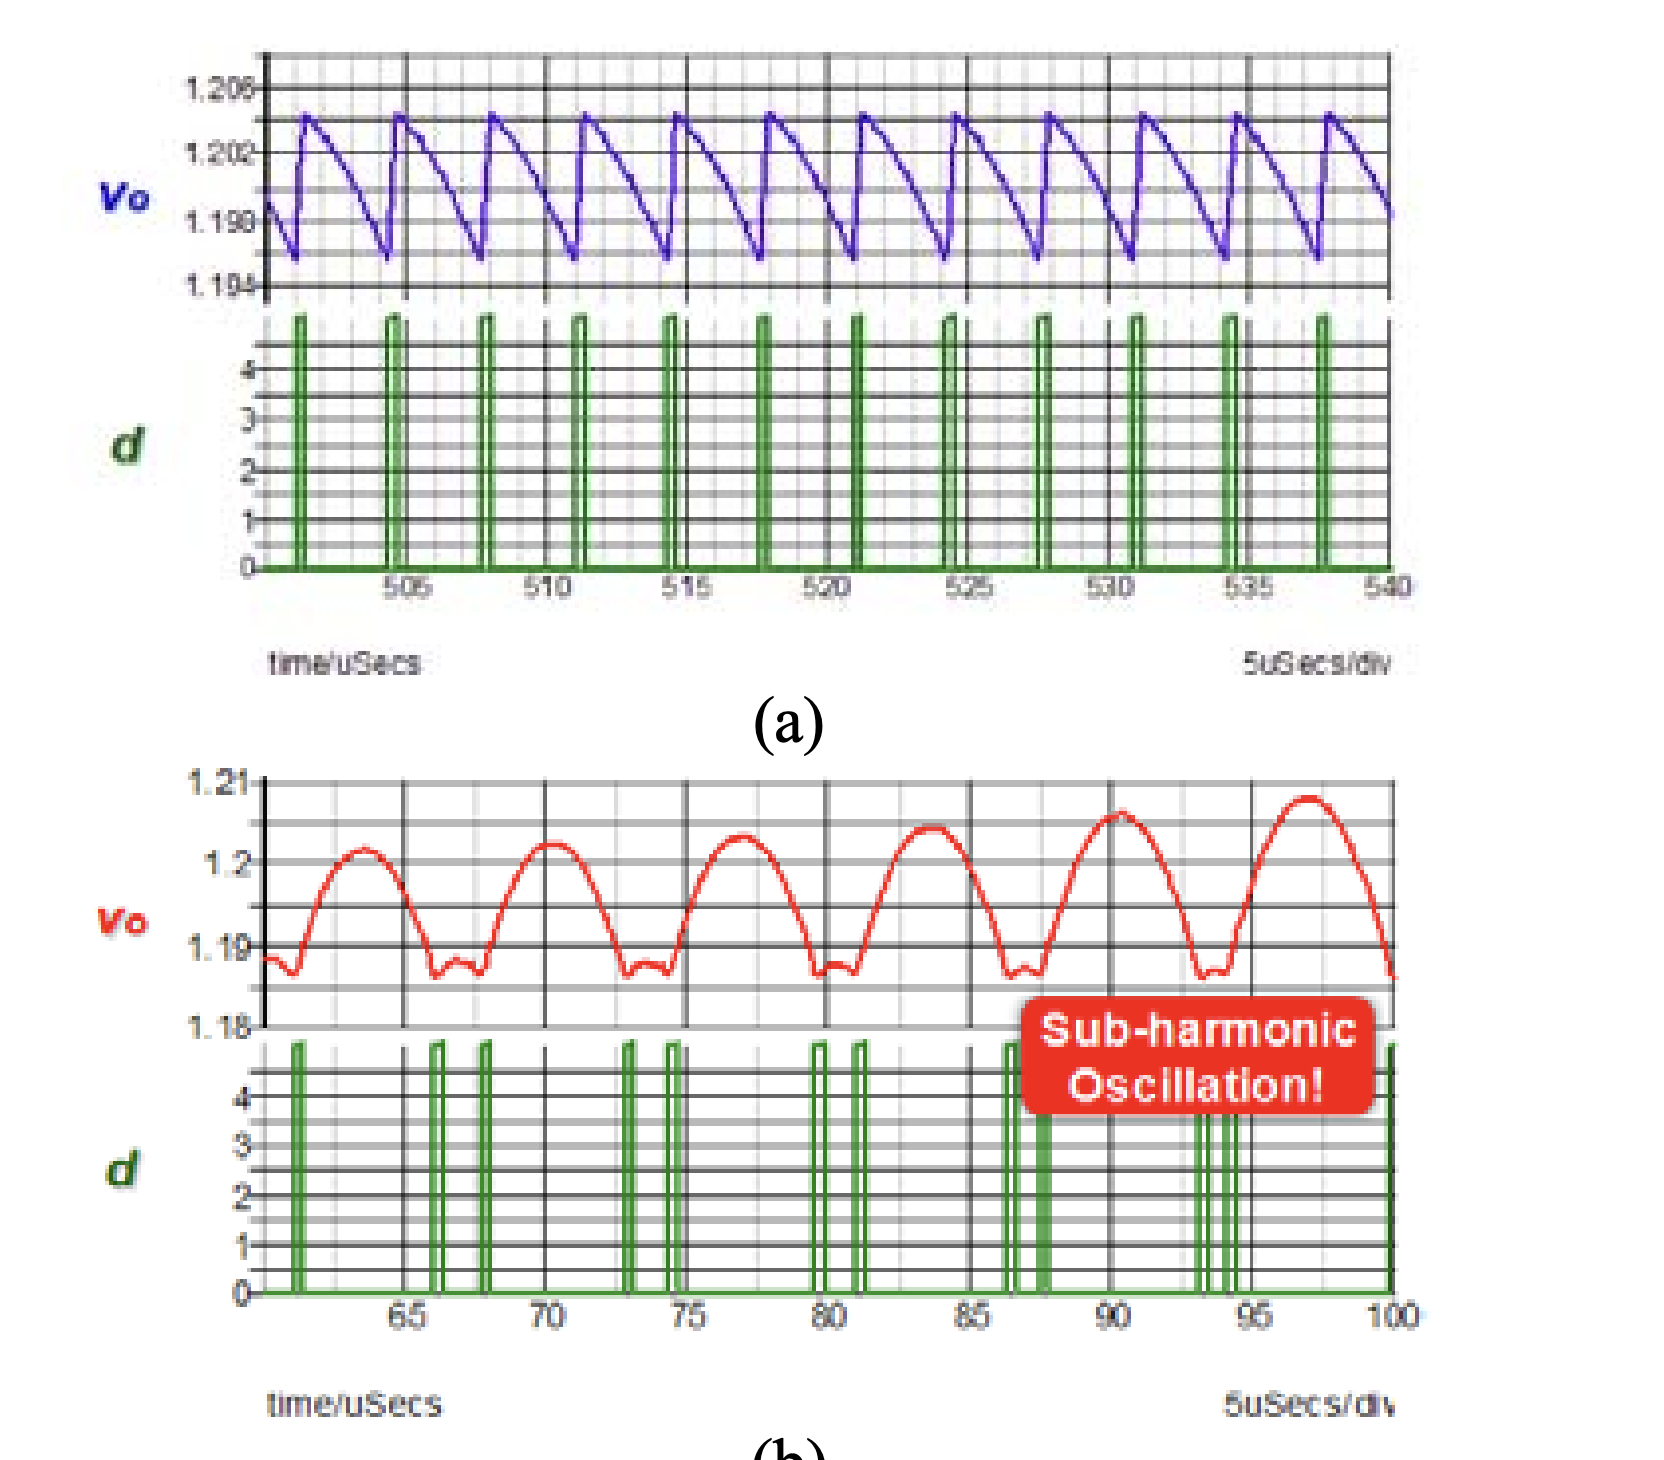 1.206
1.202
vo
1.198
1.194
4
3
d
2
1
0
505 510 515 520 525 530 535 540
time/uSecs 5uSecs/div
(a)
1.21
1.2
vo
1.19
1.18
Sub-harmonic
Oscillation!
4
3
d
2
1
0
65 70 75 80 85 90 95 100
time/uSecs 5uSecs/div
(b)